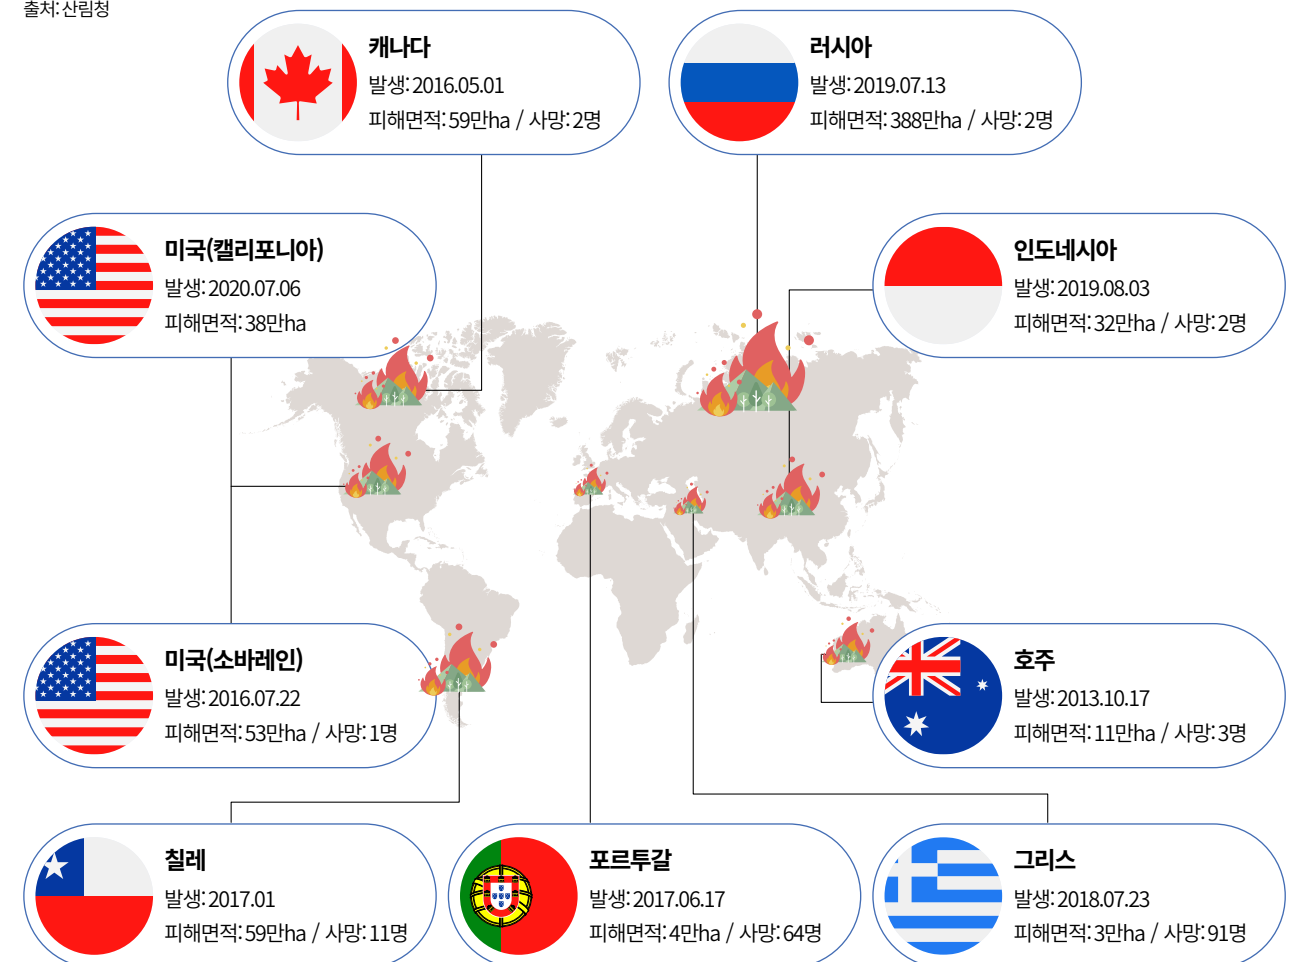 출처:산림청
캐나다
발생:2016.05.01
피해면적:59만ha / 사망:2명
러시아
발생:2019.07.13
피해면적:388만ha / 사망:2명
미국(캘리포니아)
발생:2020.07.06
피해면적:38만ha
인도네시아
발생:2019.08.03
피해면적:32만ha / 사망:2명
미국(소바레인)
발생:2016.07.22
피해면적:53만ha / 사망:1명
호주
발생:2013.10.17
피해면적:11만ha / 사망:3명
칠레
발생:2017.01
피해면적:59만ha / 사망:11명
포르투갈
발생:2017.06.17
피해면적:4만ha / 사망:64명
그리스
발생:2018.07.23
피해면적:3만ha / 사망:91명